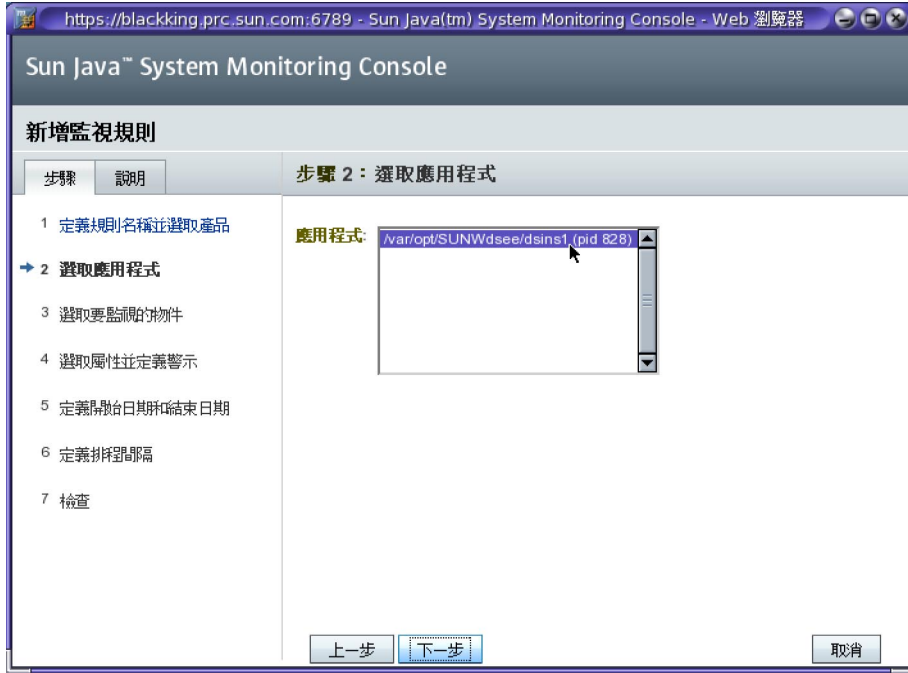 https://blackking.prc.sun.com:6789 - Sun Java(tm) System Monitoring Console - Web 瀏覽器
Sun Java™ System Monitoring Console
新增監視規則
步驟
說明
1 定義規則名稱並選取產品
2 選取應用程式
3 選取要監視的物件
4 選取屬性並定義警示
5 定義開始日期和結束日期
6 定義排程間隔
7 檢查
步驟 2：選取應用程式
應用程式:
/var/opt/SUNWdsee/dsins1 (pid 828)
上一步
下一步
取消